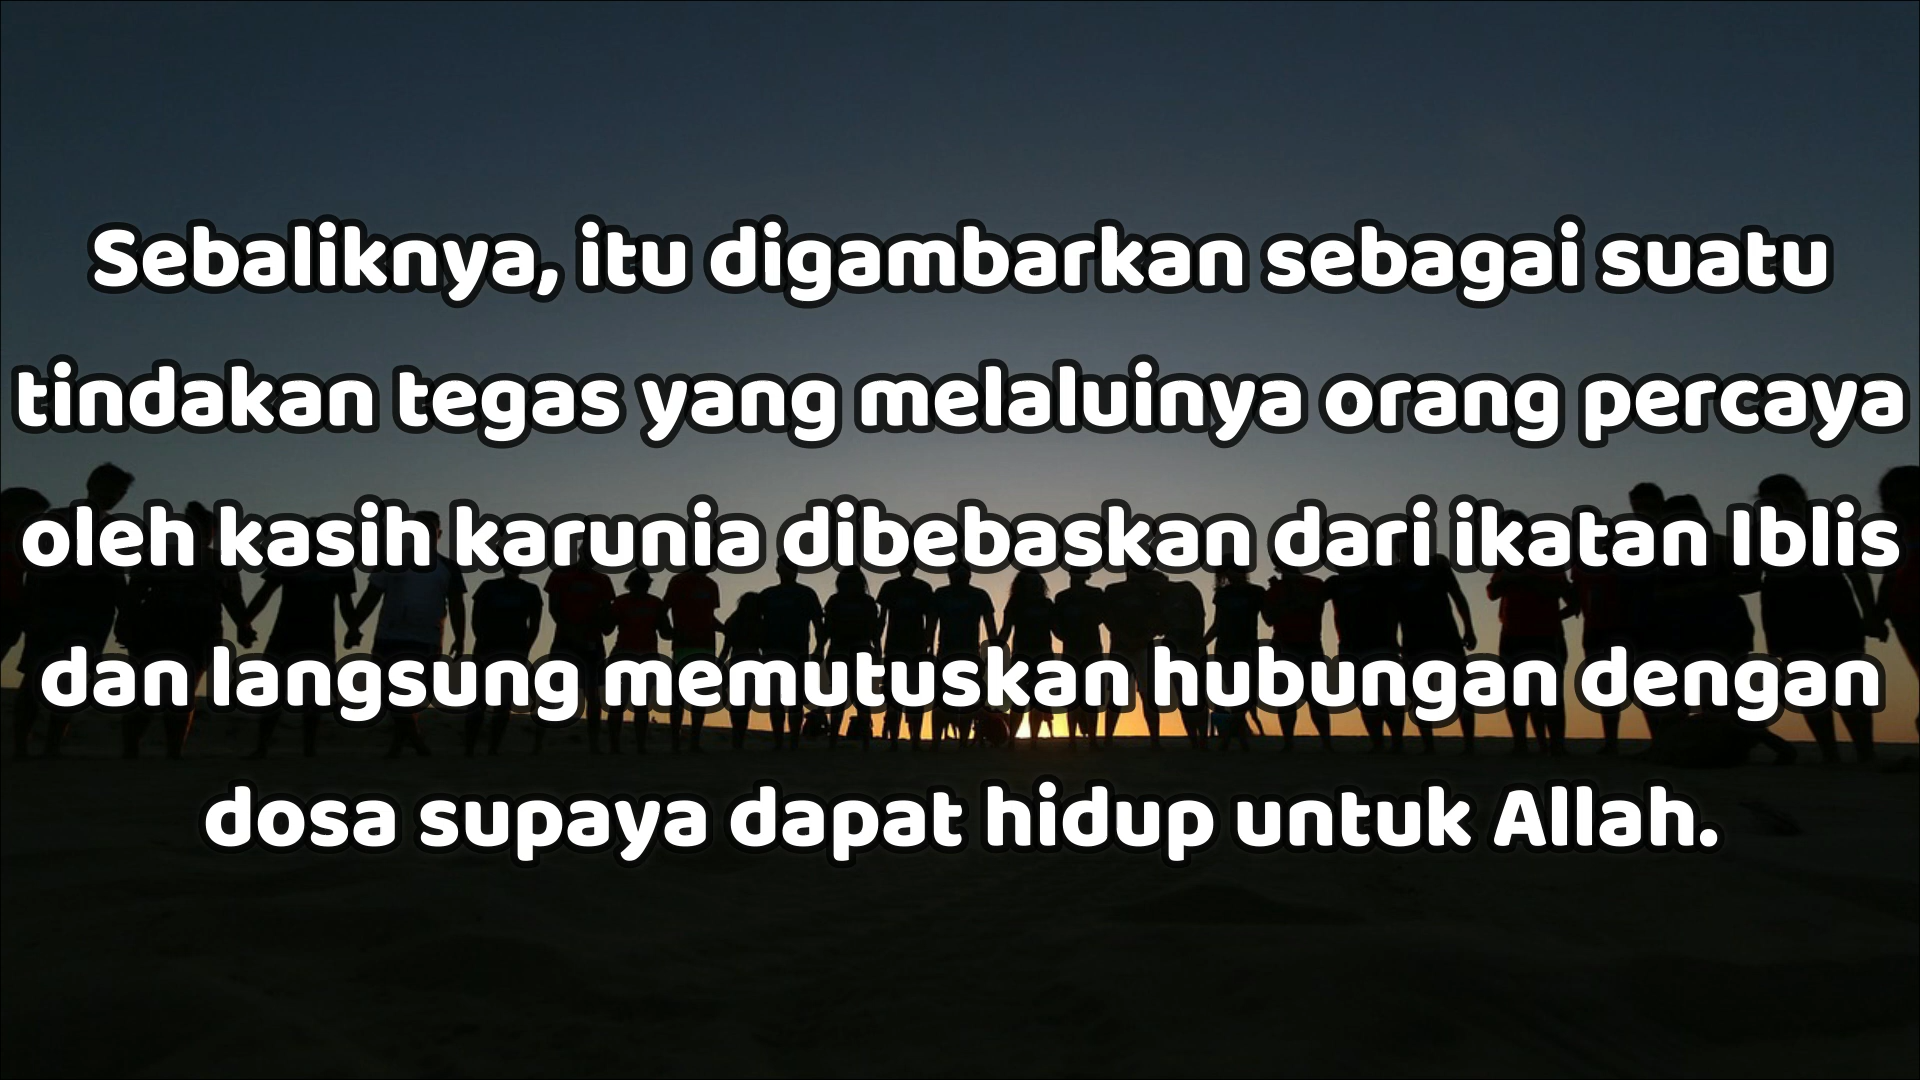 Sebaliknya, itu digambarkan sebagai suatu
tindakan tegas yang melaluinya orang percaya
oleh kasih karunia dibebaskan dari ikatan Iblis
dan langsung memutuskan hubungan dengan
dosa supaya dapat hidup untuk Allah.